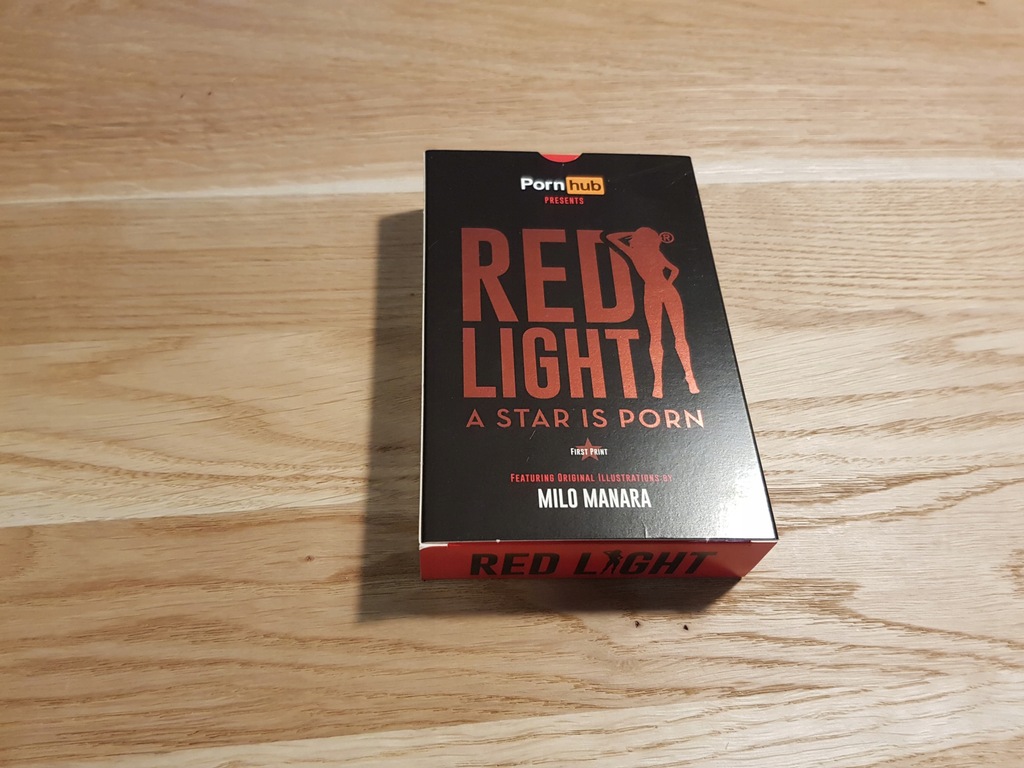 Pornhub
PRESENTS
RED®
LIGHT
A STAR IS PORN
FIRST PRINT
FEATURING ORIGINAL ILLUSTRATIONS BY
MILO MANARA
RED LIGHT